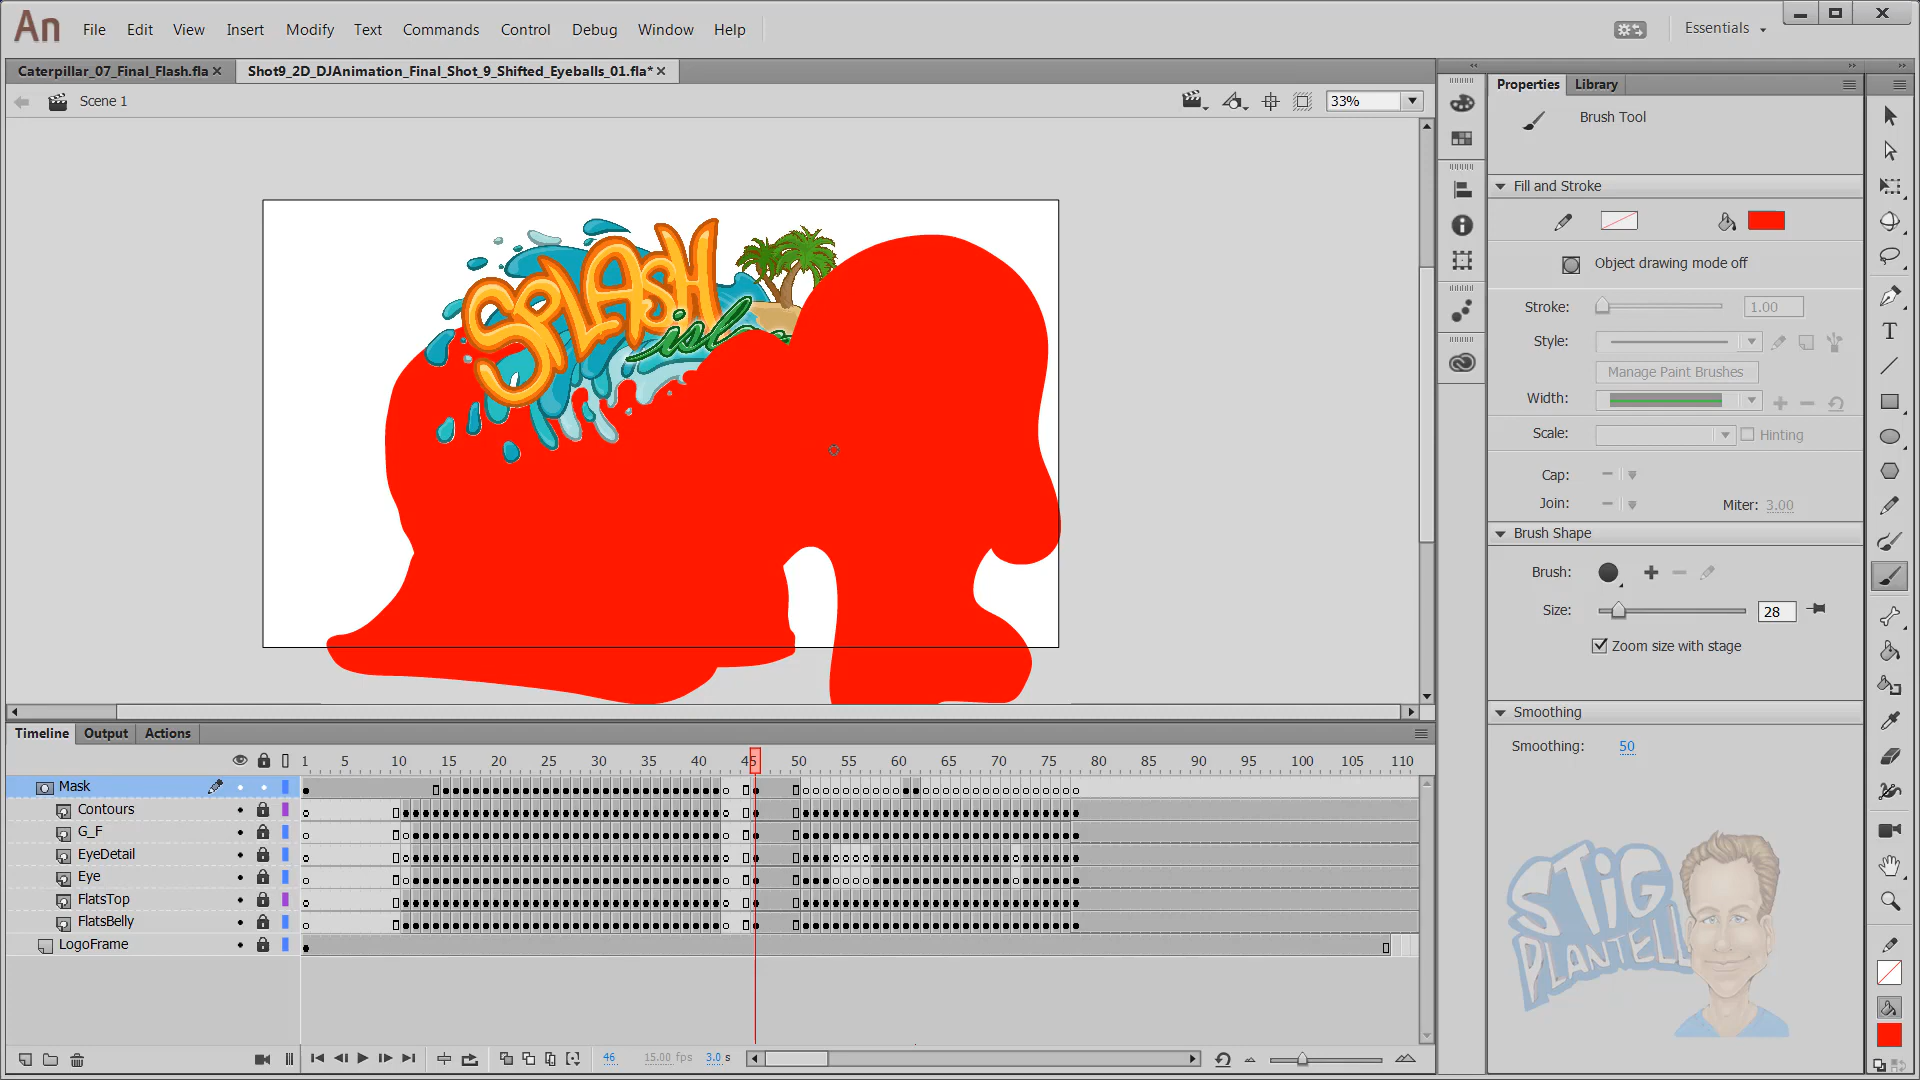 An File Edit View Insert Modify Text Commands Control Debug Window Help Essentials
Caterpillar_07_Final_Flash.fla × Shot9_2D_DJAnimation_Final_Shot_9_Shifted_Eyeballs_01.fla* ×
Scene 1 33%
Properties Library
Brush Tool
Fill and Stroke
Object drawing mode off
Stroke: 1.00
Style:
Manage Paint Brushes
Width:
Scale: Hinting
Cap:
Join: Miter: 3.00
Brush Shape
Brush:
Size: 28
Zoom size with stage
Smoothing
Smoothing: 50
SPLASH
Timeline Output Actions
1 5 10 15 20 25 30 35 40 45 50 55 60 65 70 75 80 85 90 95 100 105 110
Mask
Contours
G_F
EyeDetail
Eye
FlatsTop
FlatsBelly
LogoFrame
46 15.00 fps 3.0 s
STiG
PLANTELL